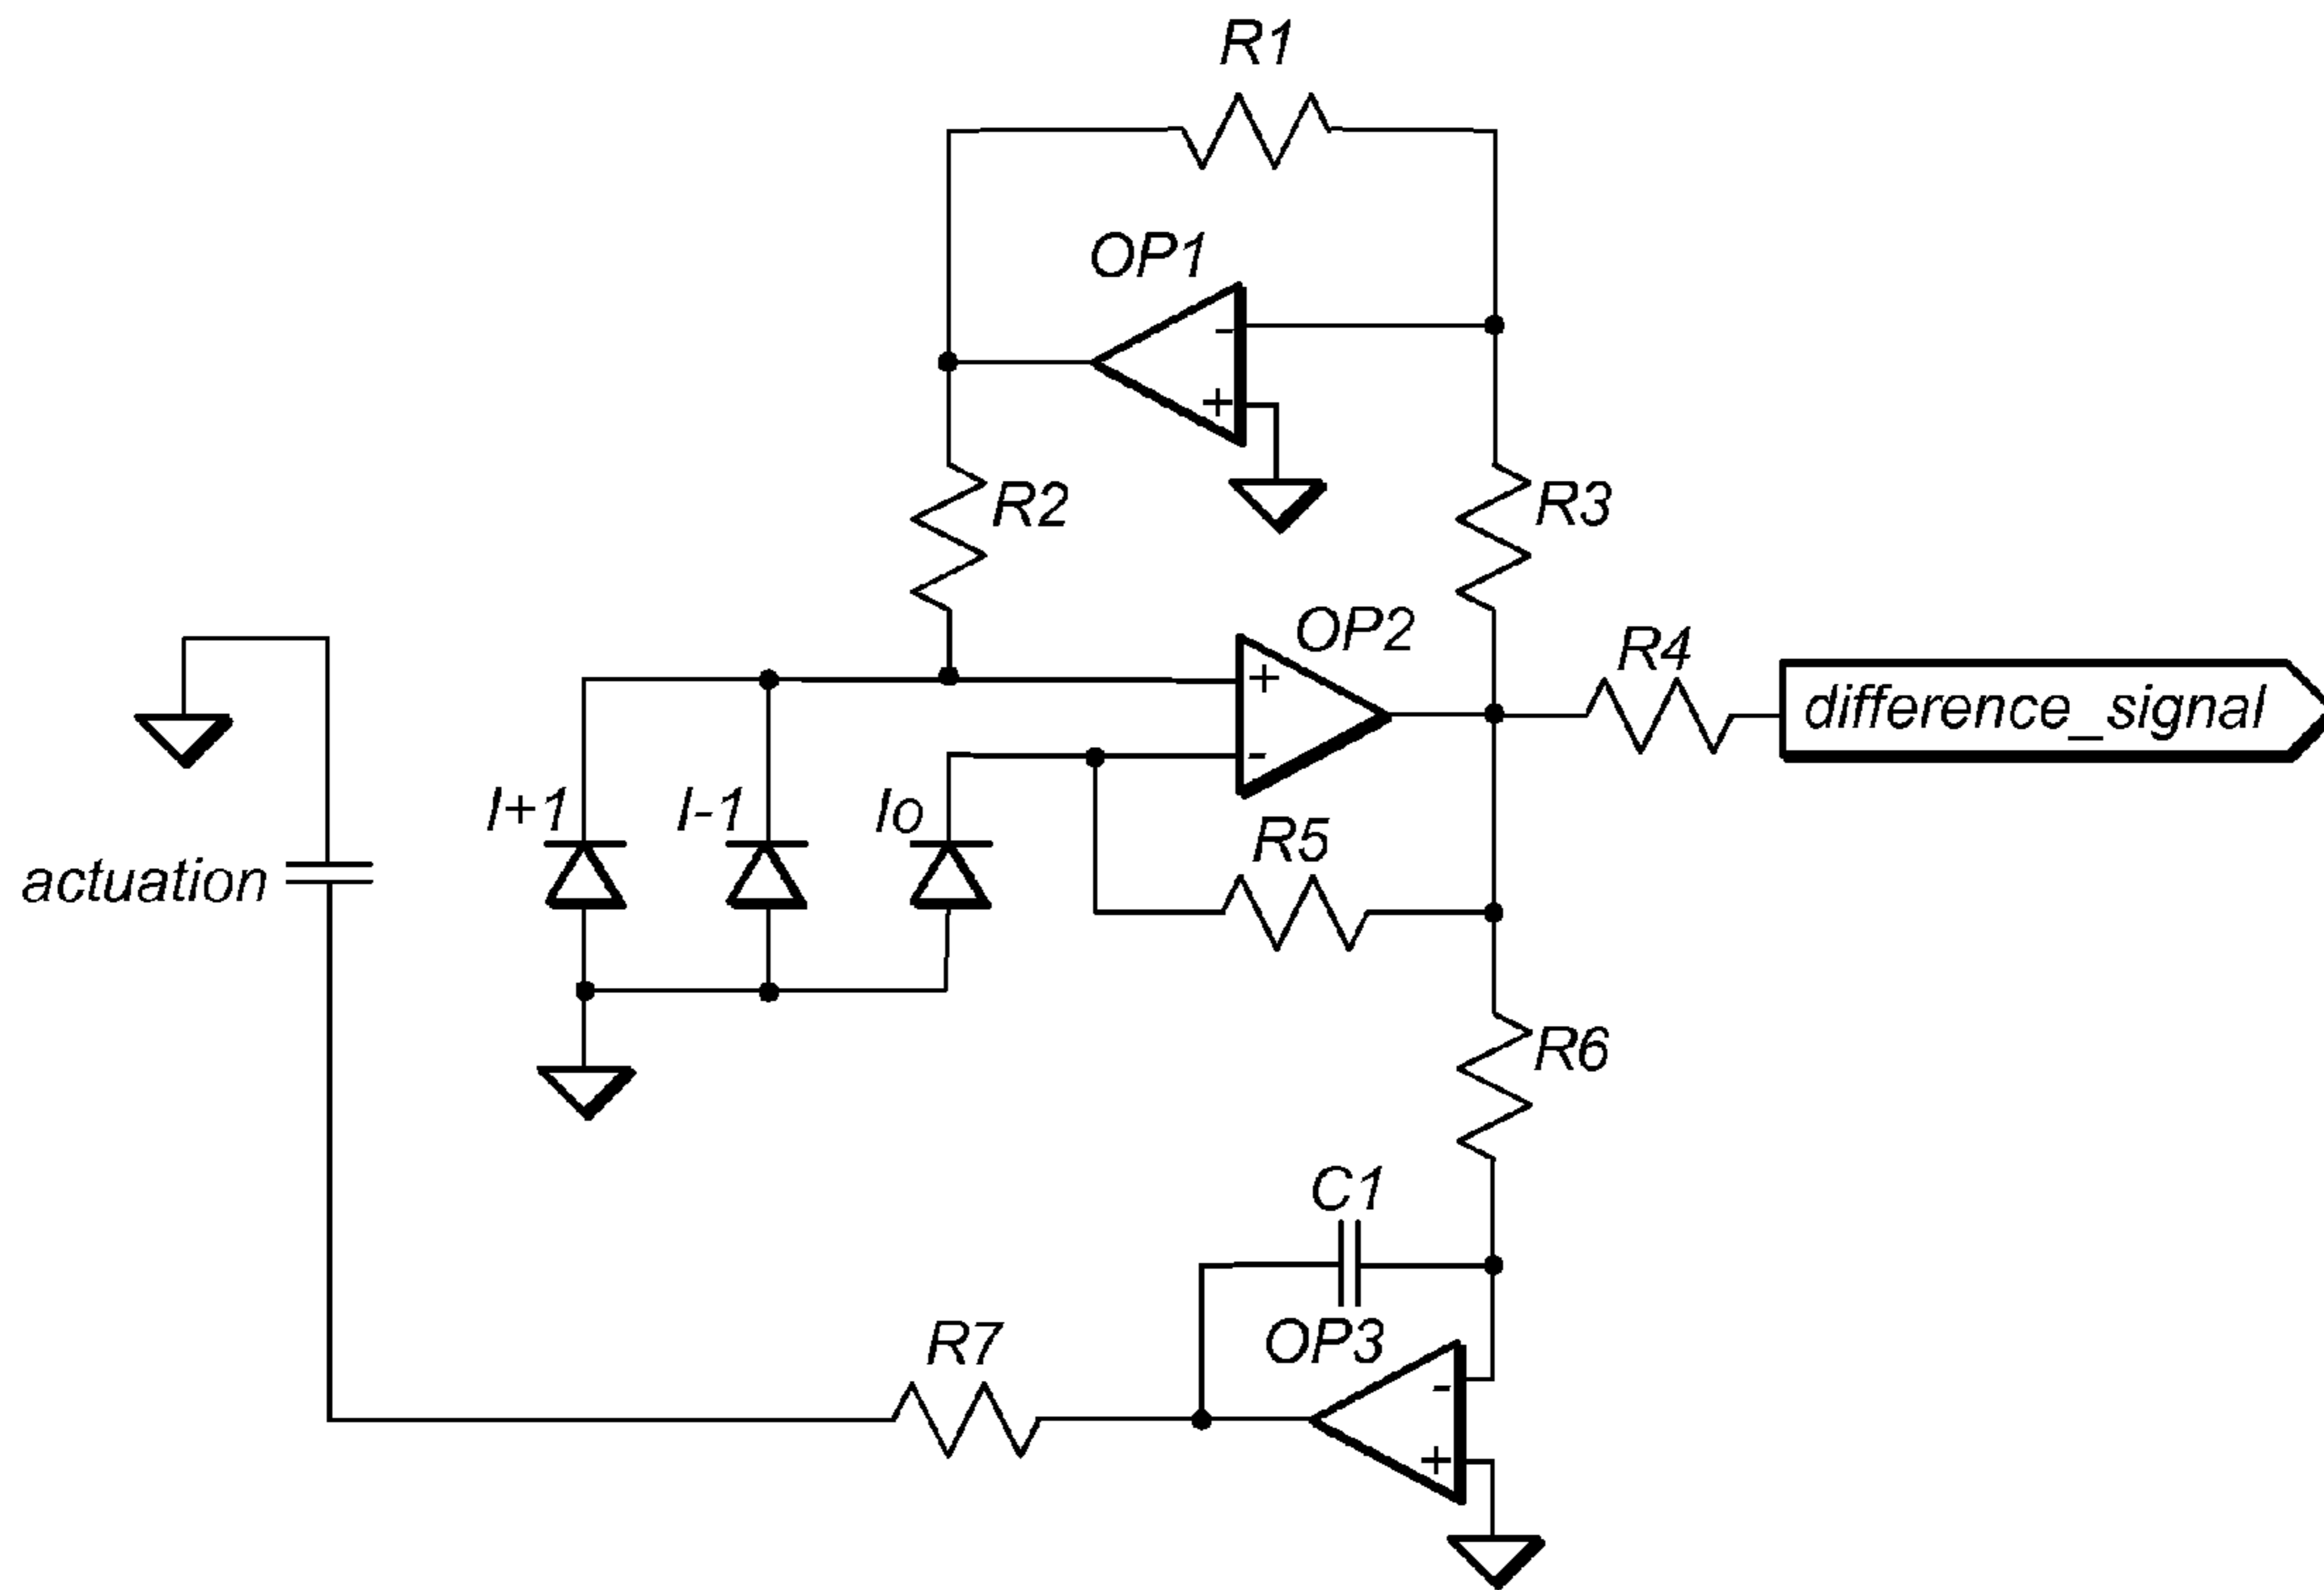 R1
OP1
-
+
R2
R3
OP2
R4
+
difference_signal
-
I+1
I-1
Io
R5
actuation
R6
C1
OP3
R7
-
+